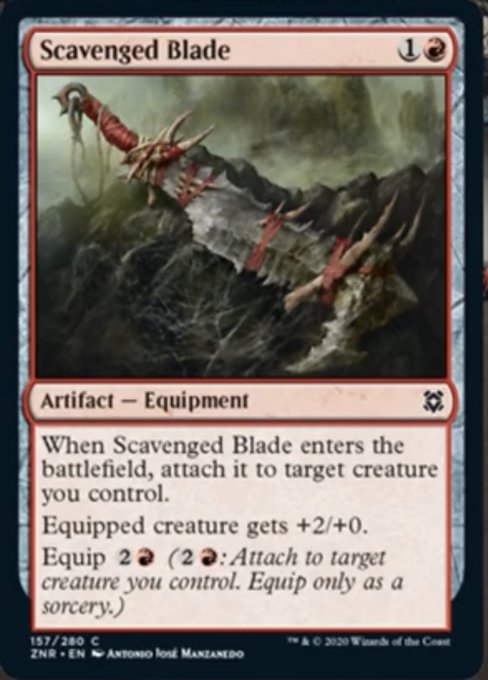 Scavenged Blade 1
Artifact — Equipment
When Scavenged Blade enters the
battlefield, attach it to target creature
you control.
Equipped creature gets +2/+0.
Equip 2 (2 : Attach to target
creature you control. Equip only as a
sorcery.)
157/280 C ™ & © 2020 Wizards of the Coast
ZNR • EN Antonio José Manzanedo